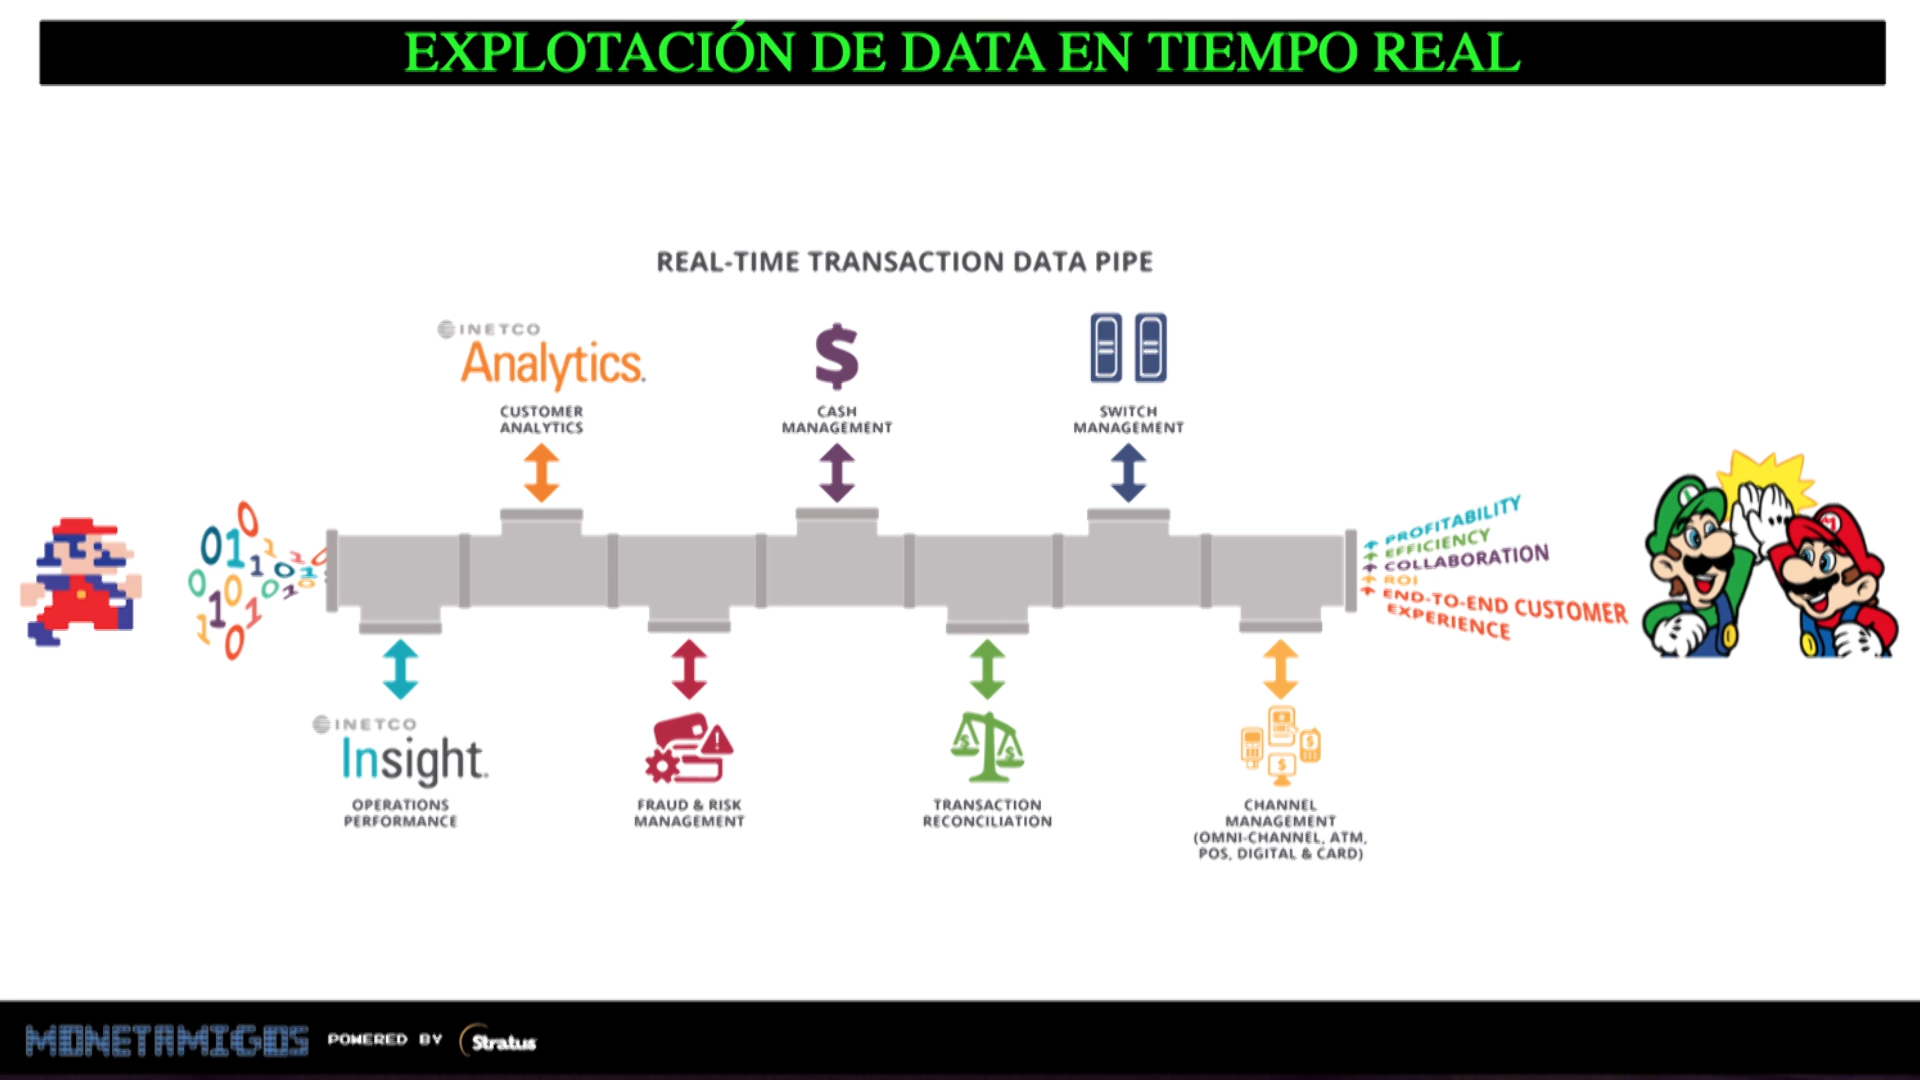 EXPLOTACIÓN DE DATA EN TIEMPO REAL
REAL-TIME TRANSACTION DATA PIPE
INETCO
Analytics.
CUSTOMER
ANALYTICS
$
CASH
MANAGEMENT
SWITCH
MANAGEMENT
PROFITABILITY
EFFICIENCY
COLLABORATION
ROI
END-TO-END CUSTOMER
EXPERIENCE
INETCO
Insight.
OPERATIONS
PERFORMANCE
FRAUD & RISK
MANAGEMENT
TRANSACTION
RECONCILIATION
CHANNEL
MANAGEMENT
(OMNI-CHANNEL, ATM,
POS, DIGITAL & CARD)
MONETAMIGOS POWERED BY Stratus